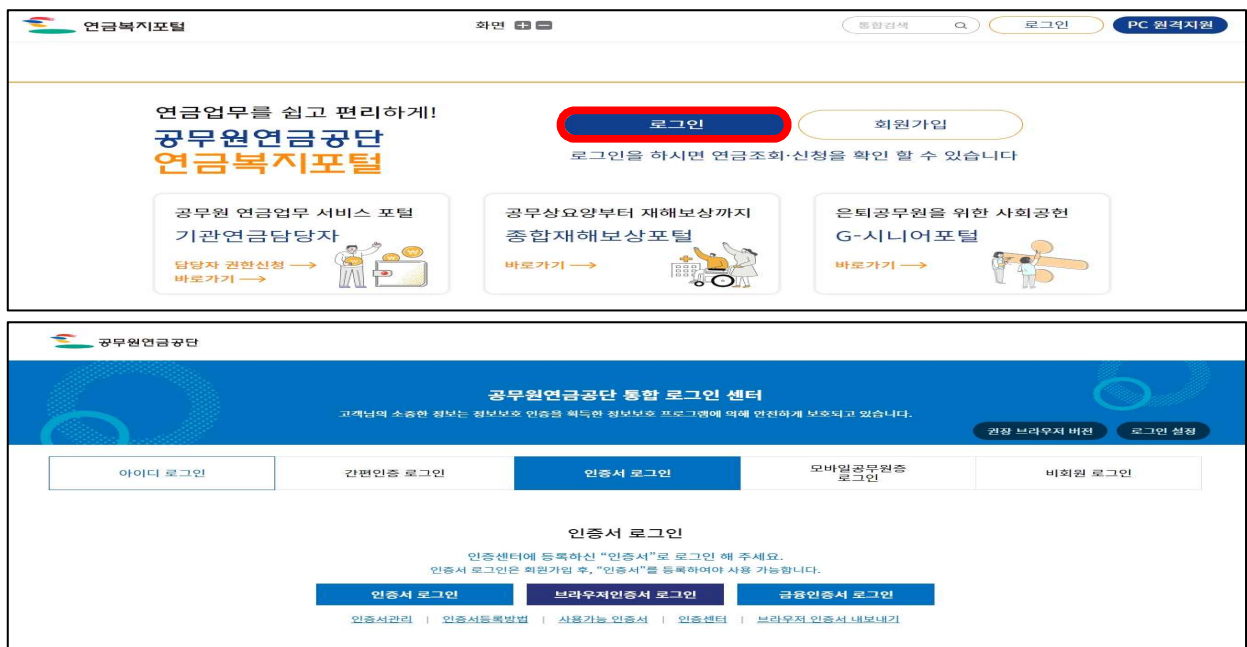 연금복지포털
화면
통합검색
로그인
PC 원격지원
연금업무를 쉽고 편리하게!
공무원연금공단
연금복지포털
로그인
회원가입
로그인을 하시면 연금조회·신청을 확인 할 수 있습니다
공무원 연금업무 서비스 포털
기관연금담당자
담당자 권한신청 →
바로가기 →
공무상요양부터 재해보상까지
종합재해보상포털
바로가기 →
은퇴공무원을 위한 사회공헌
G-시니어포털
바로가기 →
공무원연금공단
공무원연금공단 통합 로그인 센터
고객님의 소중한 정보는 정보보호 인증을 획득한 정보보호 프로그램에 의해 안전하게 보호되고 있습니다.
권장 브라우저 버전
로그인 설정
아이디 로그인
간편인증 로그인
인증서 로그인
모바일공무원증
로그인
비회원 로그인
인증서 로그인
인증센터에 등록하신 “인증서”로 로그인 해 주세요.
인증서 로그인은 회원가입 후, “인증서”를 등록하여야 사용 가능합니다.
인증서 로그인
브라우저인증서 로그인
금융인증서 로그인
인증서관리 | 인증서등록방법 | 사용가능 인증서 | 인증센터 | 브라우저 인증서 내보내기